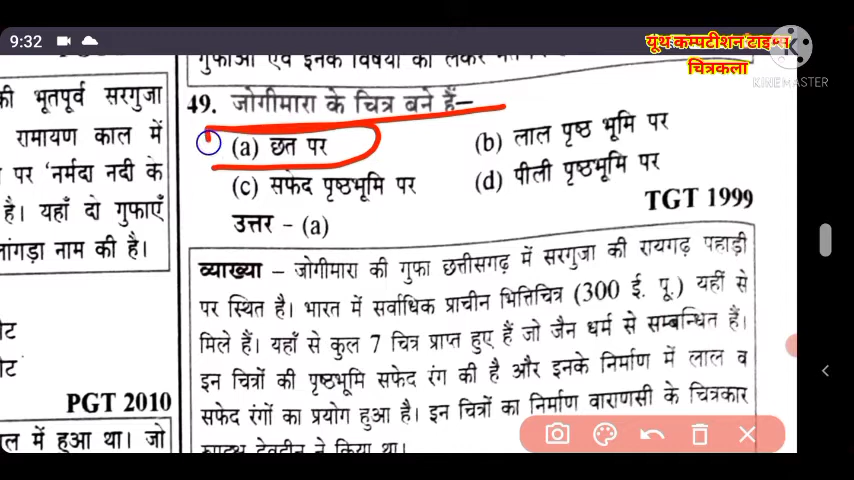 9:32
यूथ कम्पटीशन टाइम्स
चित्रकला
KINEMASTER
की भूतपूर्व सरगुजा
रामायण काल में
पर 'नर्मदा नदी के
है। यहाँ दो गुफाएँ
लांगड़ा नाम की है।
ोट
ोट
PGT 2010
ल में हुआ था। जो
गुफाओं एवं इनके विषयों को लेकर
49. जोगीमारा के चित्र बने हैं–
(a) छत पर
(b) लाल पृष्ठ भूमि पर
(c) सफेद पृष्ठभूमि पर
(d) पीली पृष्ठभूमि पर
TGT 1999
उत्तर - (a)
व्याख्या – जोगीमारा की गुफा छत्तीसगढ़ में सरगुजा की रायगढ़ पहाड़ी
पर स्थित है। भारत में सर्वाधिक प्राचीन भित्तिचित्र (300 ई. पू.) यहीं से
मिले हैं। यहाँ से कुल 7 चित्र प्राप्त हुए हैं जो जैन धर्म से सम्बन्धित हैं।
इन चित्रों की पृष्ठभूमि सफेद रंग की है और इनके निर्माण में लाल व
सफेद रंगों का प्रयोग हुआ है। इन चित्रों का निर्माण वाराणसी के चित्रकार
देवदीन ने किया था।